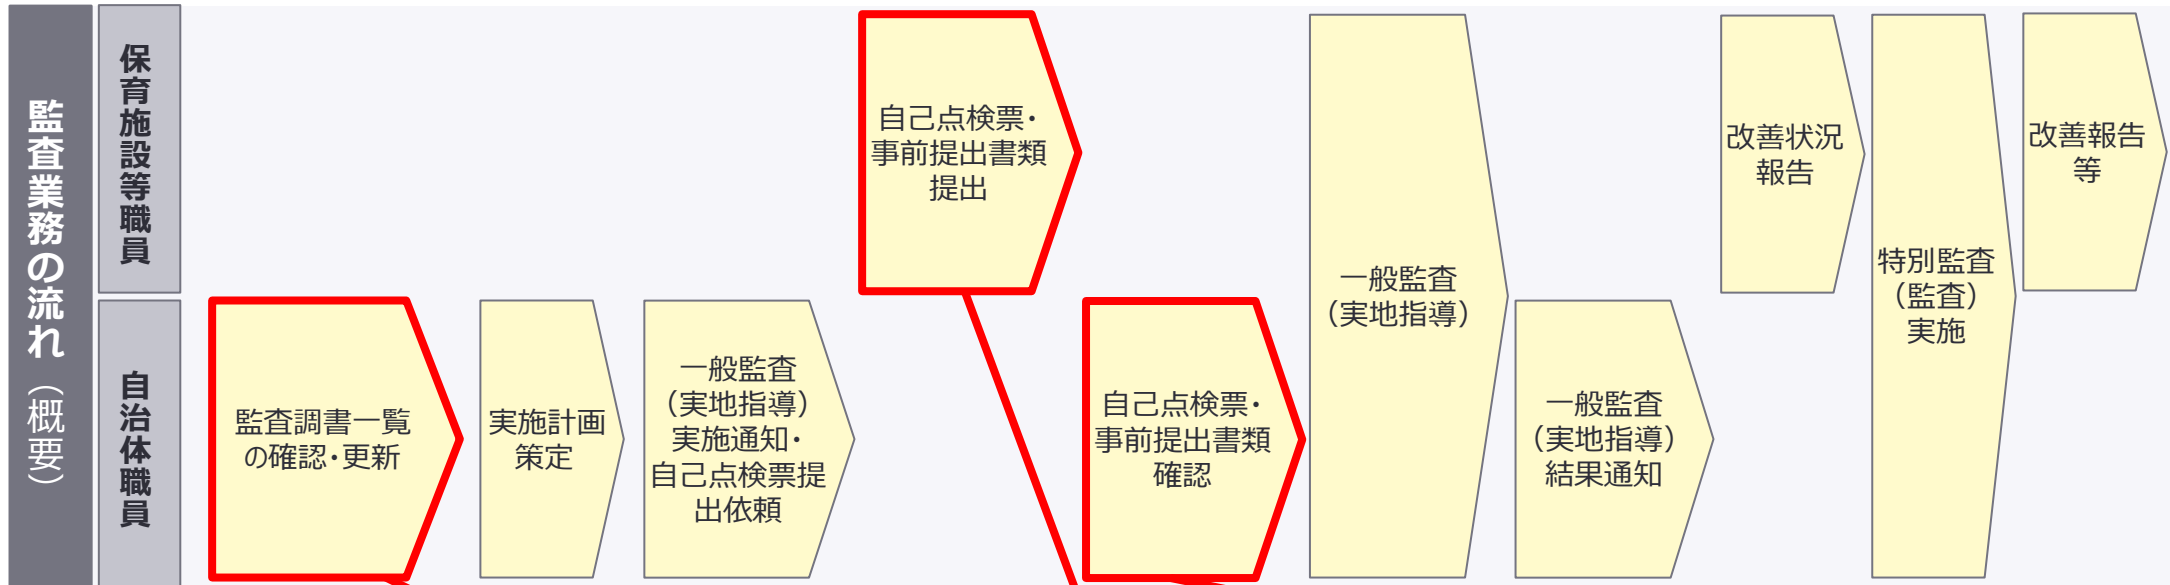 監査業務の流れ（概要）
保育施設等職員
自己点検票・
事前提出書類
提出
一般監査
（実地指導）
改善状況
報告
特別監査
（監査）
実施
改善報告
等
自治体職員
監査調書一覧
の確認・更新
実施計画
策定
一般監査
（実地指導）
実施通知・
自己点検票提
出依頼
自己点検票・
事前提出書類
確認
一般監査
（実地指導）
結果通知